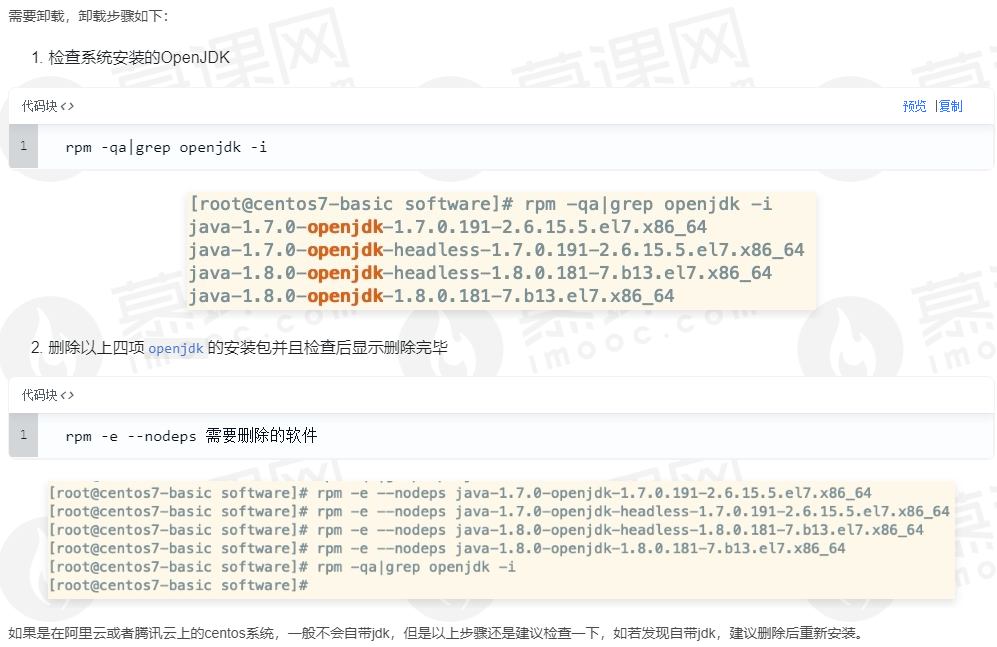 需要卸载，卸载步骤如下：
1. 检查系统安装的OpenJDK
代码块<>
预览 |复制
1 rpm -qa|grep openjdk -i
[root@centos7-basic software]# rpm -qa|grep openjdk -i
java-1.7.0-openjdk-1.7.0.191-2.6.15.5.el7.x86_64
java-1.7.0-openjdk-headless-1.7.0.191-2.6.15.5.el7.x86_64
java-1.8.0-openjdk-headless-1.8.0.181-7.b13.el7.x86_64
java-1.8.0-openjdk-1.8.0.181-7.b13.el7.x86_64
2. 删除以上四项 openjdk 的安装包并且检查后显示删除完毕
代码块<>
1 rpm -e --nodeps 需要删除的软件
[root@centos7-basic software]# rpm -e --nodeps java-1.7.0-openjdk-1.7.0.191-2.6.15.5.el7.x86_64
[root@centos7-basic software]# rpm -e --nodeps java-1.7.0-openjdk-headless-1.7.0.191-2.6.15.5.el7.x86_64
[root@centos7-basic software]# rpm -e --nodeps java-1.8.0-openjdk-headless-1.8.0.181-7.b13.el7.x86_64
[root@centos7-basic software]# rpm -e --nodeps java-1.8.0-openjdk-1.8.0.181-7.b13.el7.x86_64
[root@centos7-basic software]# rpm -qa|grep openjdk -i
[root@centos7-basic software]#
如果是在阿里云或者腾讯云上的centos系统，一般不会自带jdk，但是以上步骤还是建议检查一下，如若发现自带jdk，建议删除后重新安装。
慕课网
imooc.com